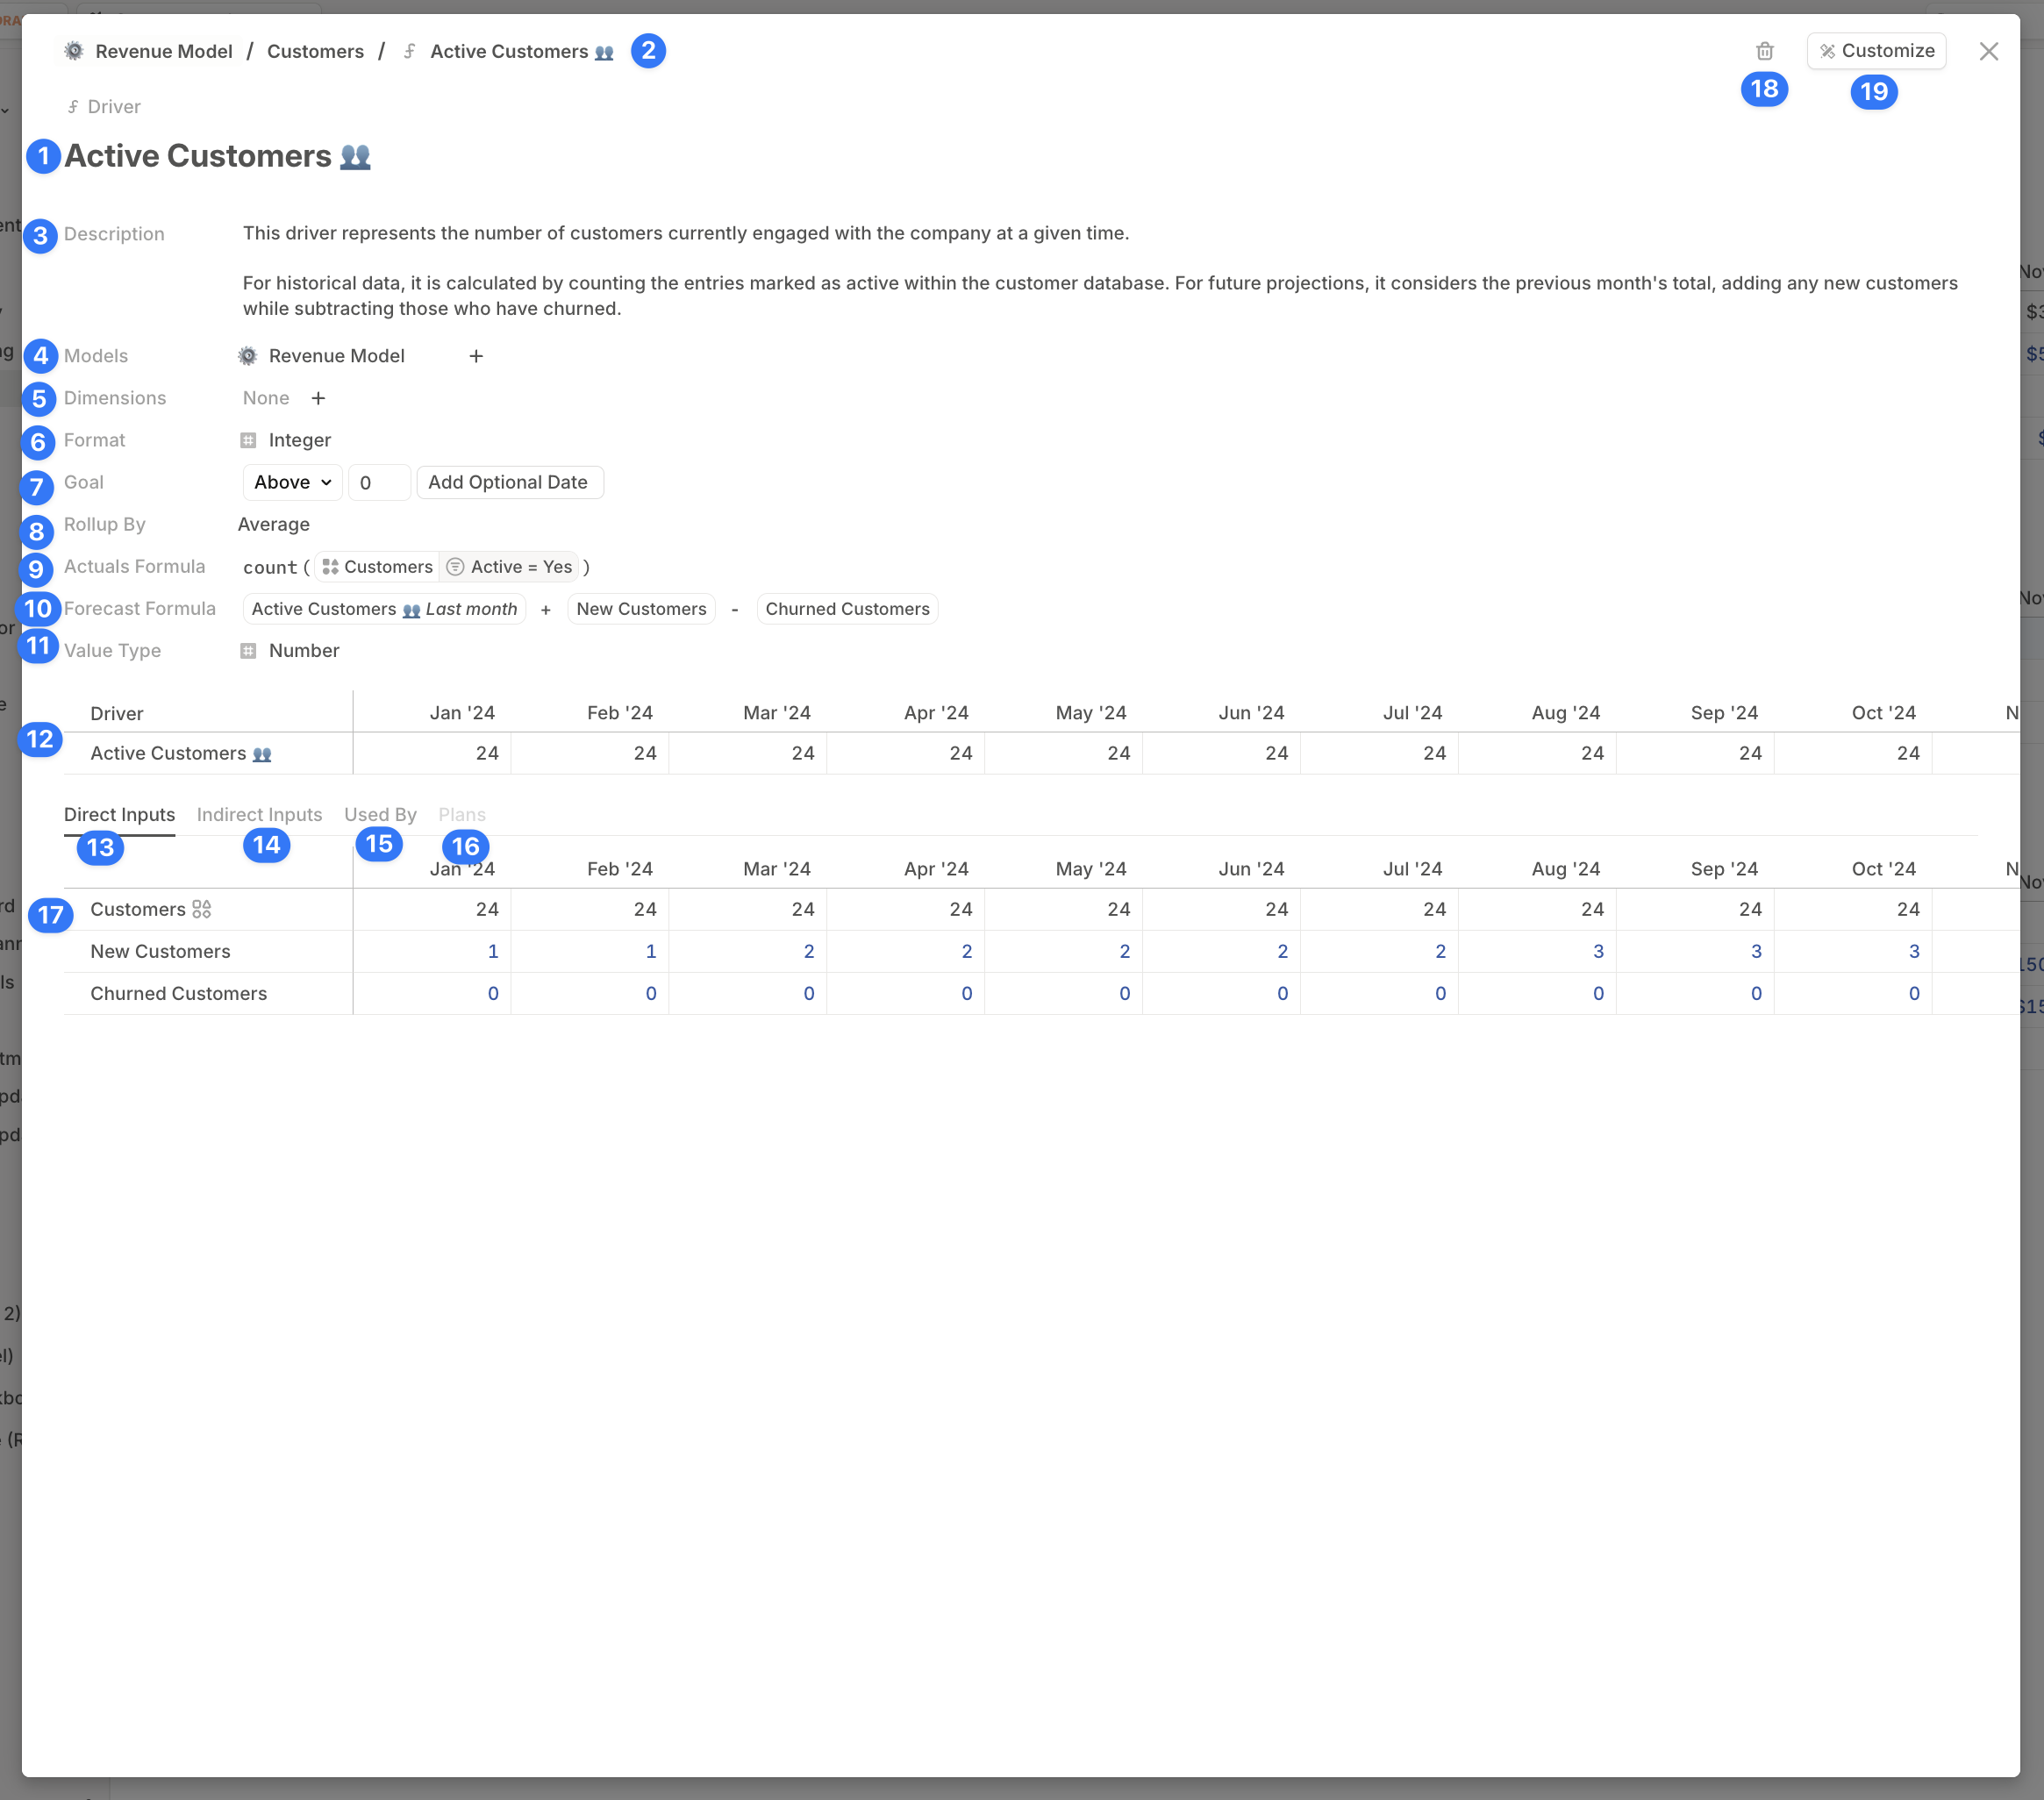 Revenue Model / Customers / Active Customers 2
Customize
18
19
Driver
1 Active Customers
3 Description This driver represents the number of customers currently engaged with the company at a given time.
For historical data, it is calculated by counting the entries marked as active within the customer database. For future projections, it considers the previous month's total, adding any new customers
while subtracting those who have churned.
4 Models Revenue Model +
5 Dimensions None +
6 Format Integer
7 Goal Above 0 Add Optional Date
8 Rollup By Average
9 Actuals Formula count ( Customers Active = Yes )
10 Forecast Formula Active Customers Last month + New Customers - Churned Customers
11 Value Type Number
Driver Jan '24 Feb '24 Mar '24 Apr '24 May '24 Jun '24 Jul '24 Aug '24 Sep '24 Oct '24 N
12
Active Customers 24 24 24 24 24 24 24 24 24 24
Direct Inputs Indirect Inputs Used By Plans
13 14 15 16
Jan '24 Feb '24 Mar '24 Apr '24 May '24 Jun '24 Jul '24 Aug '24 Sep '24 Oct '24 N
17 Customers 24 24 24 24 24 24 24 24 24 24
New Customers 1 1 2 2 2 2 2 3 3 3
Churned Customers 0 0 0 0 0 0 0 0 0 0